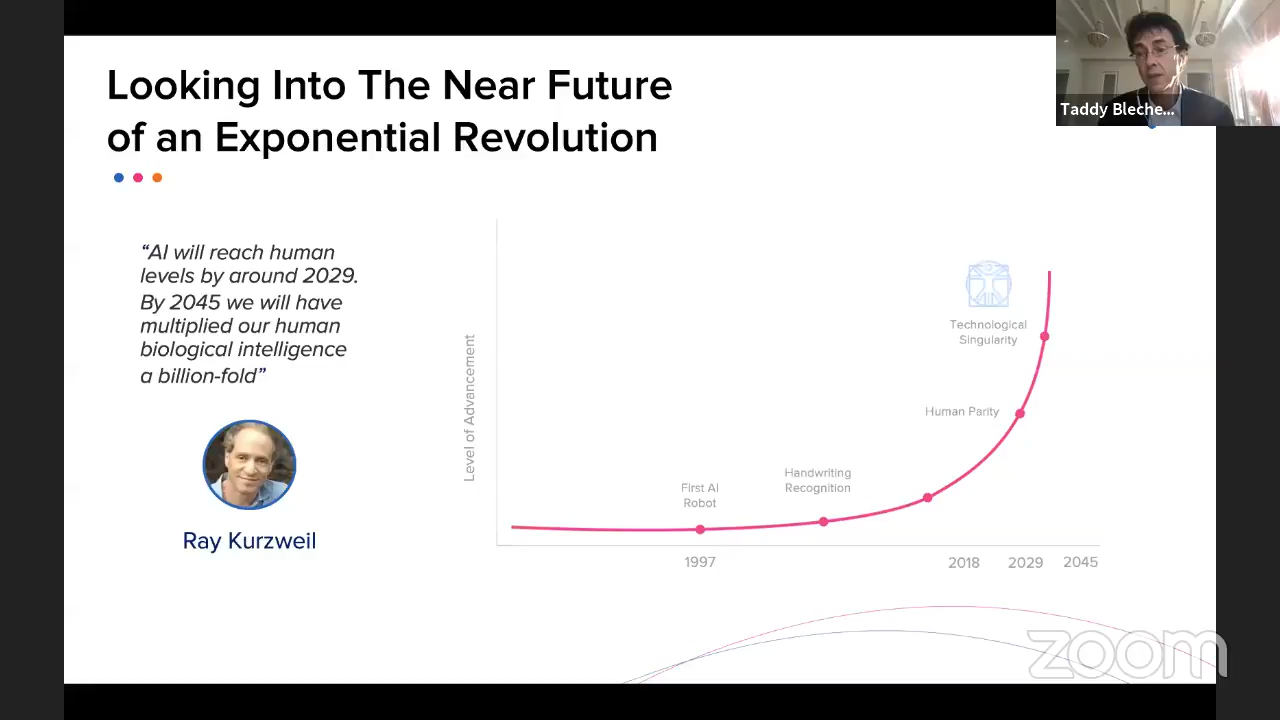 Looking Into The Near Future
of an Exponential Revolution
Taddy Bleche...
“AI will reach human
levels by around 2029.
By 2045 we will have
multiplied our human
biological intelligence
a billion-fold”
Ray Kurzweil
Level of Advancement
First AI
Robot
Handwriting
Recognition
Human Parity
Technological
Singularity
1997
2018
2029
2045
zoom